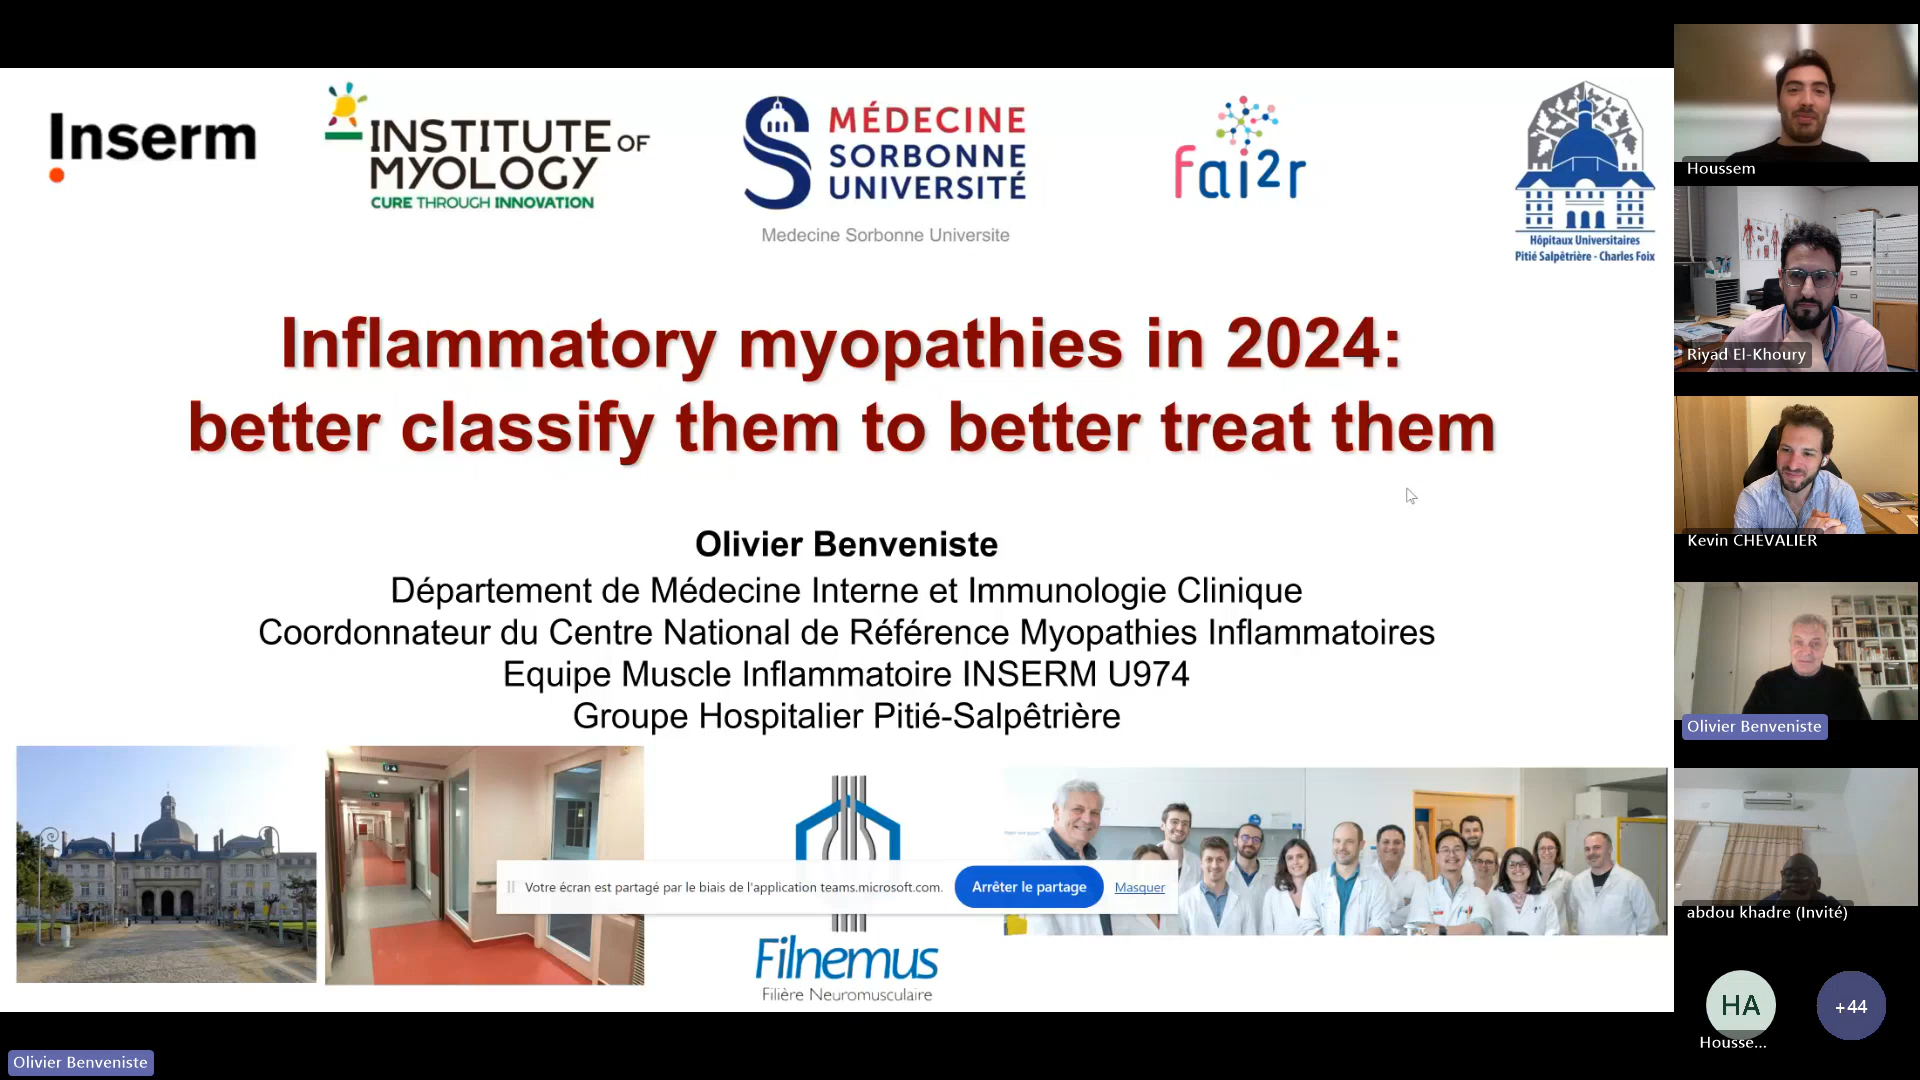 Inserm
INSTITUTE OF
MYOLOGY
CURE THROUGH INNOVATION
MÉDECINE
SORBONNE
UNIVERSITÉ
Medecine Sorbonne Universite
fai2r
Hôpitaux Universitaires
Pitié Salpêtrière - Charles Foix
Inflammatory myopathies in 2024:
better classify them to better treat them
Olivier Benveniste
Département de Médecine Interne et Immunologie Clinique
Coordonnateur du Centre National de Référence Myopathies Inflammatoires
Equipe Muscle Inflammatoire INSERM U974
Groupe Hospitalier Pitié-Salpêtrière
Votre écran est partagé par le biais de l'application teams.microsoft.com.
Arrêter le partage
Masquer
Filnemus
Filière Neuromusculaire
Olivier Benveniste
Houssem
Riyad El-Khoury
Kevin CHEVALIER
Olivier Benveniste
abdou khadre (Invité)
HA
+44
Housse...